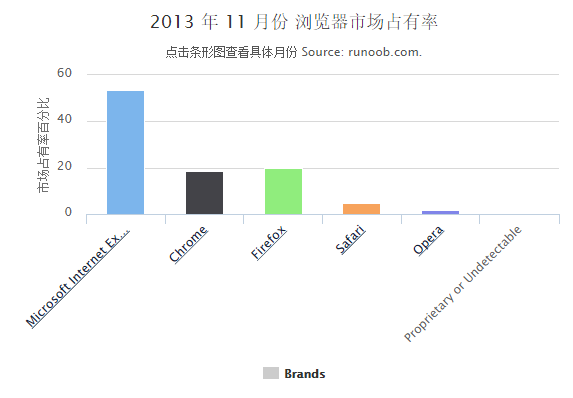 2013 年 11 月份 浏览器市场占有率
点击条形图查看具体月份 Source: runoob.com.
市场占有率百分比
60
40
20
0
Microsoft Internet Ex...
Chrome
Firefox
Safari
Opera
Proprietary or Undetectable
Brands